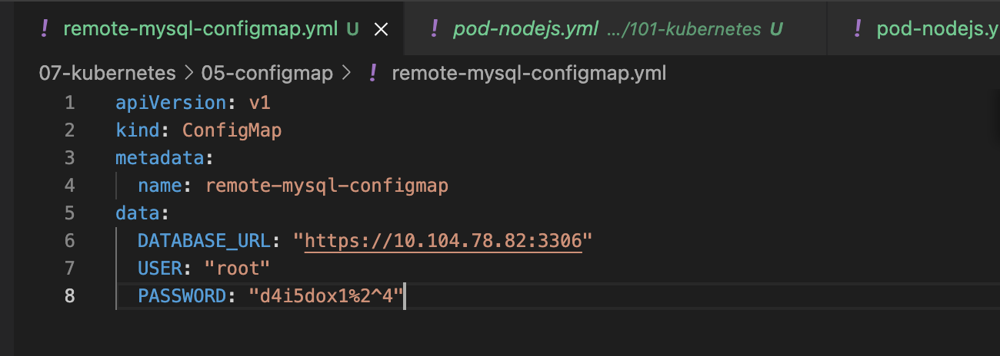 ! remote-mysql-configmap.yml U × ! pod-nodejs.yml .../101-kubernetes U ! pod-nodejs.y
07-kubernetes > 05-configmap > ! remote-mysql-configmap.yml
1 apiVersion: v1
2 kind: ConfigMap
3 metadata:
4   name: remote-mysql-configmap
5 data:
6   DATABASE_URL: "https://10.104.78.82:3306"
7   USER: "root"
8   PASSWORD: "d4i5dox1%2^4"